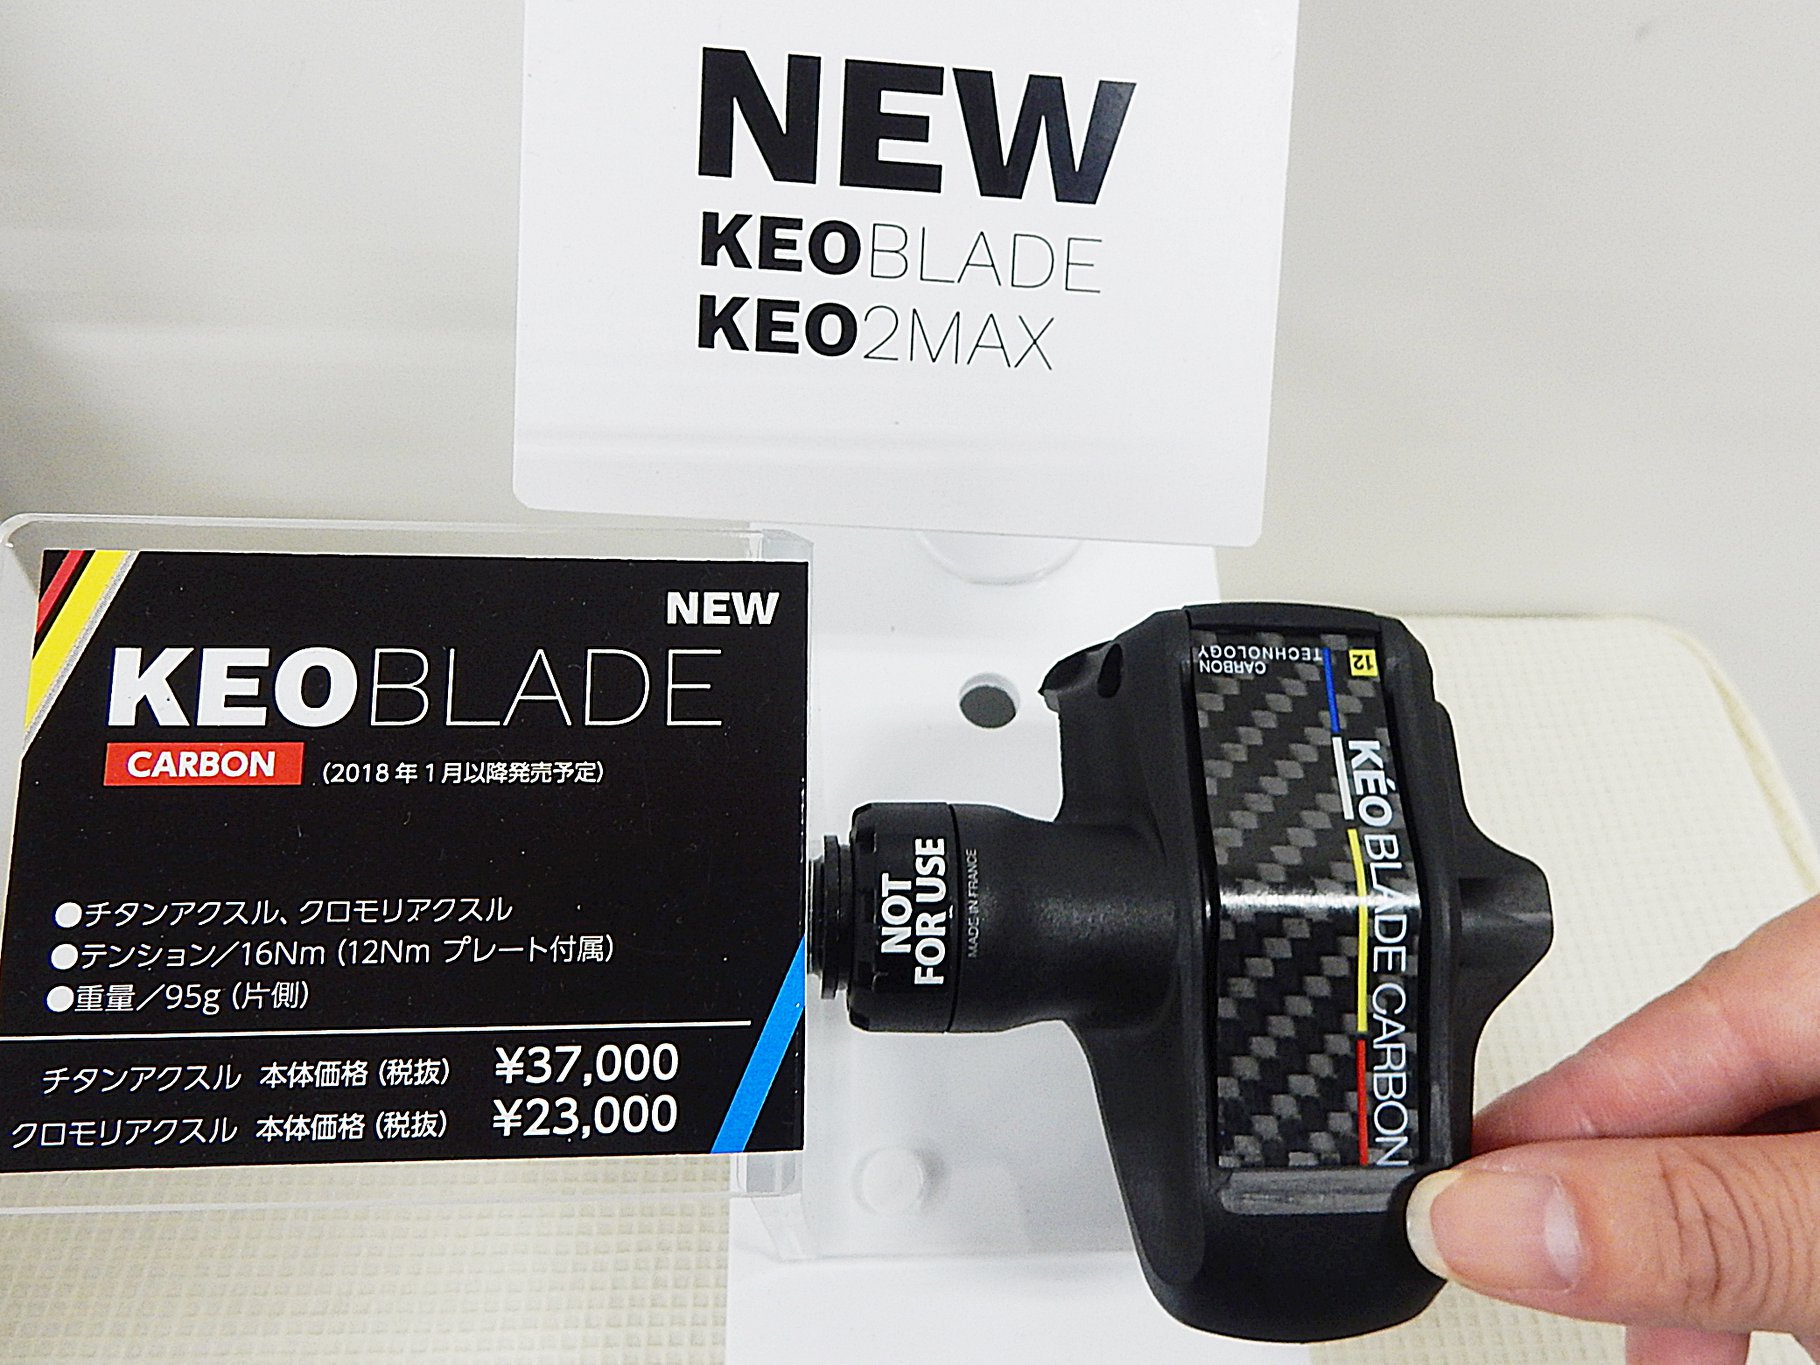 NEW
KEOBLADE
KEO2MAX
NEW
KEOBLADE
CARBON (2018年1月以降発売予定)
●チタンアクスル、クロモリアクスル
●テンション/16Nm (12Nm プレート付属)
●重量/95g (片側)
チタンアクスル 本体価格 (税抜) ¥37,000
クロモリアクスル 本体価格 (税抜) ¥23,000
NOT
FOR USE
MADE IN FRANCE
12
CARBON
TECHNOLOGY
KÉO BLADE CARBON